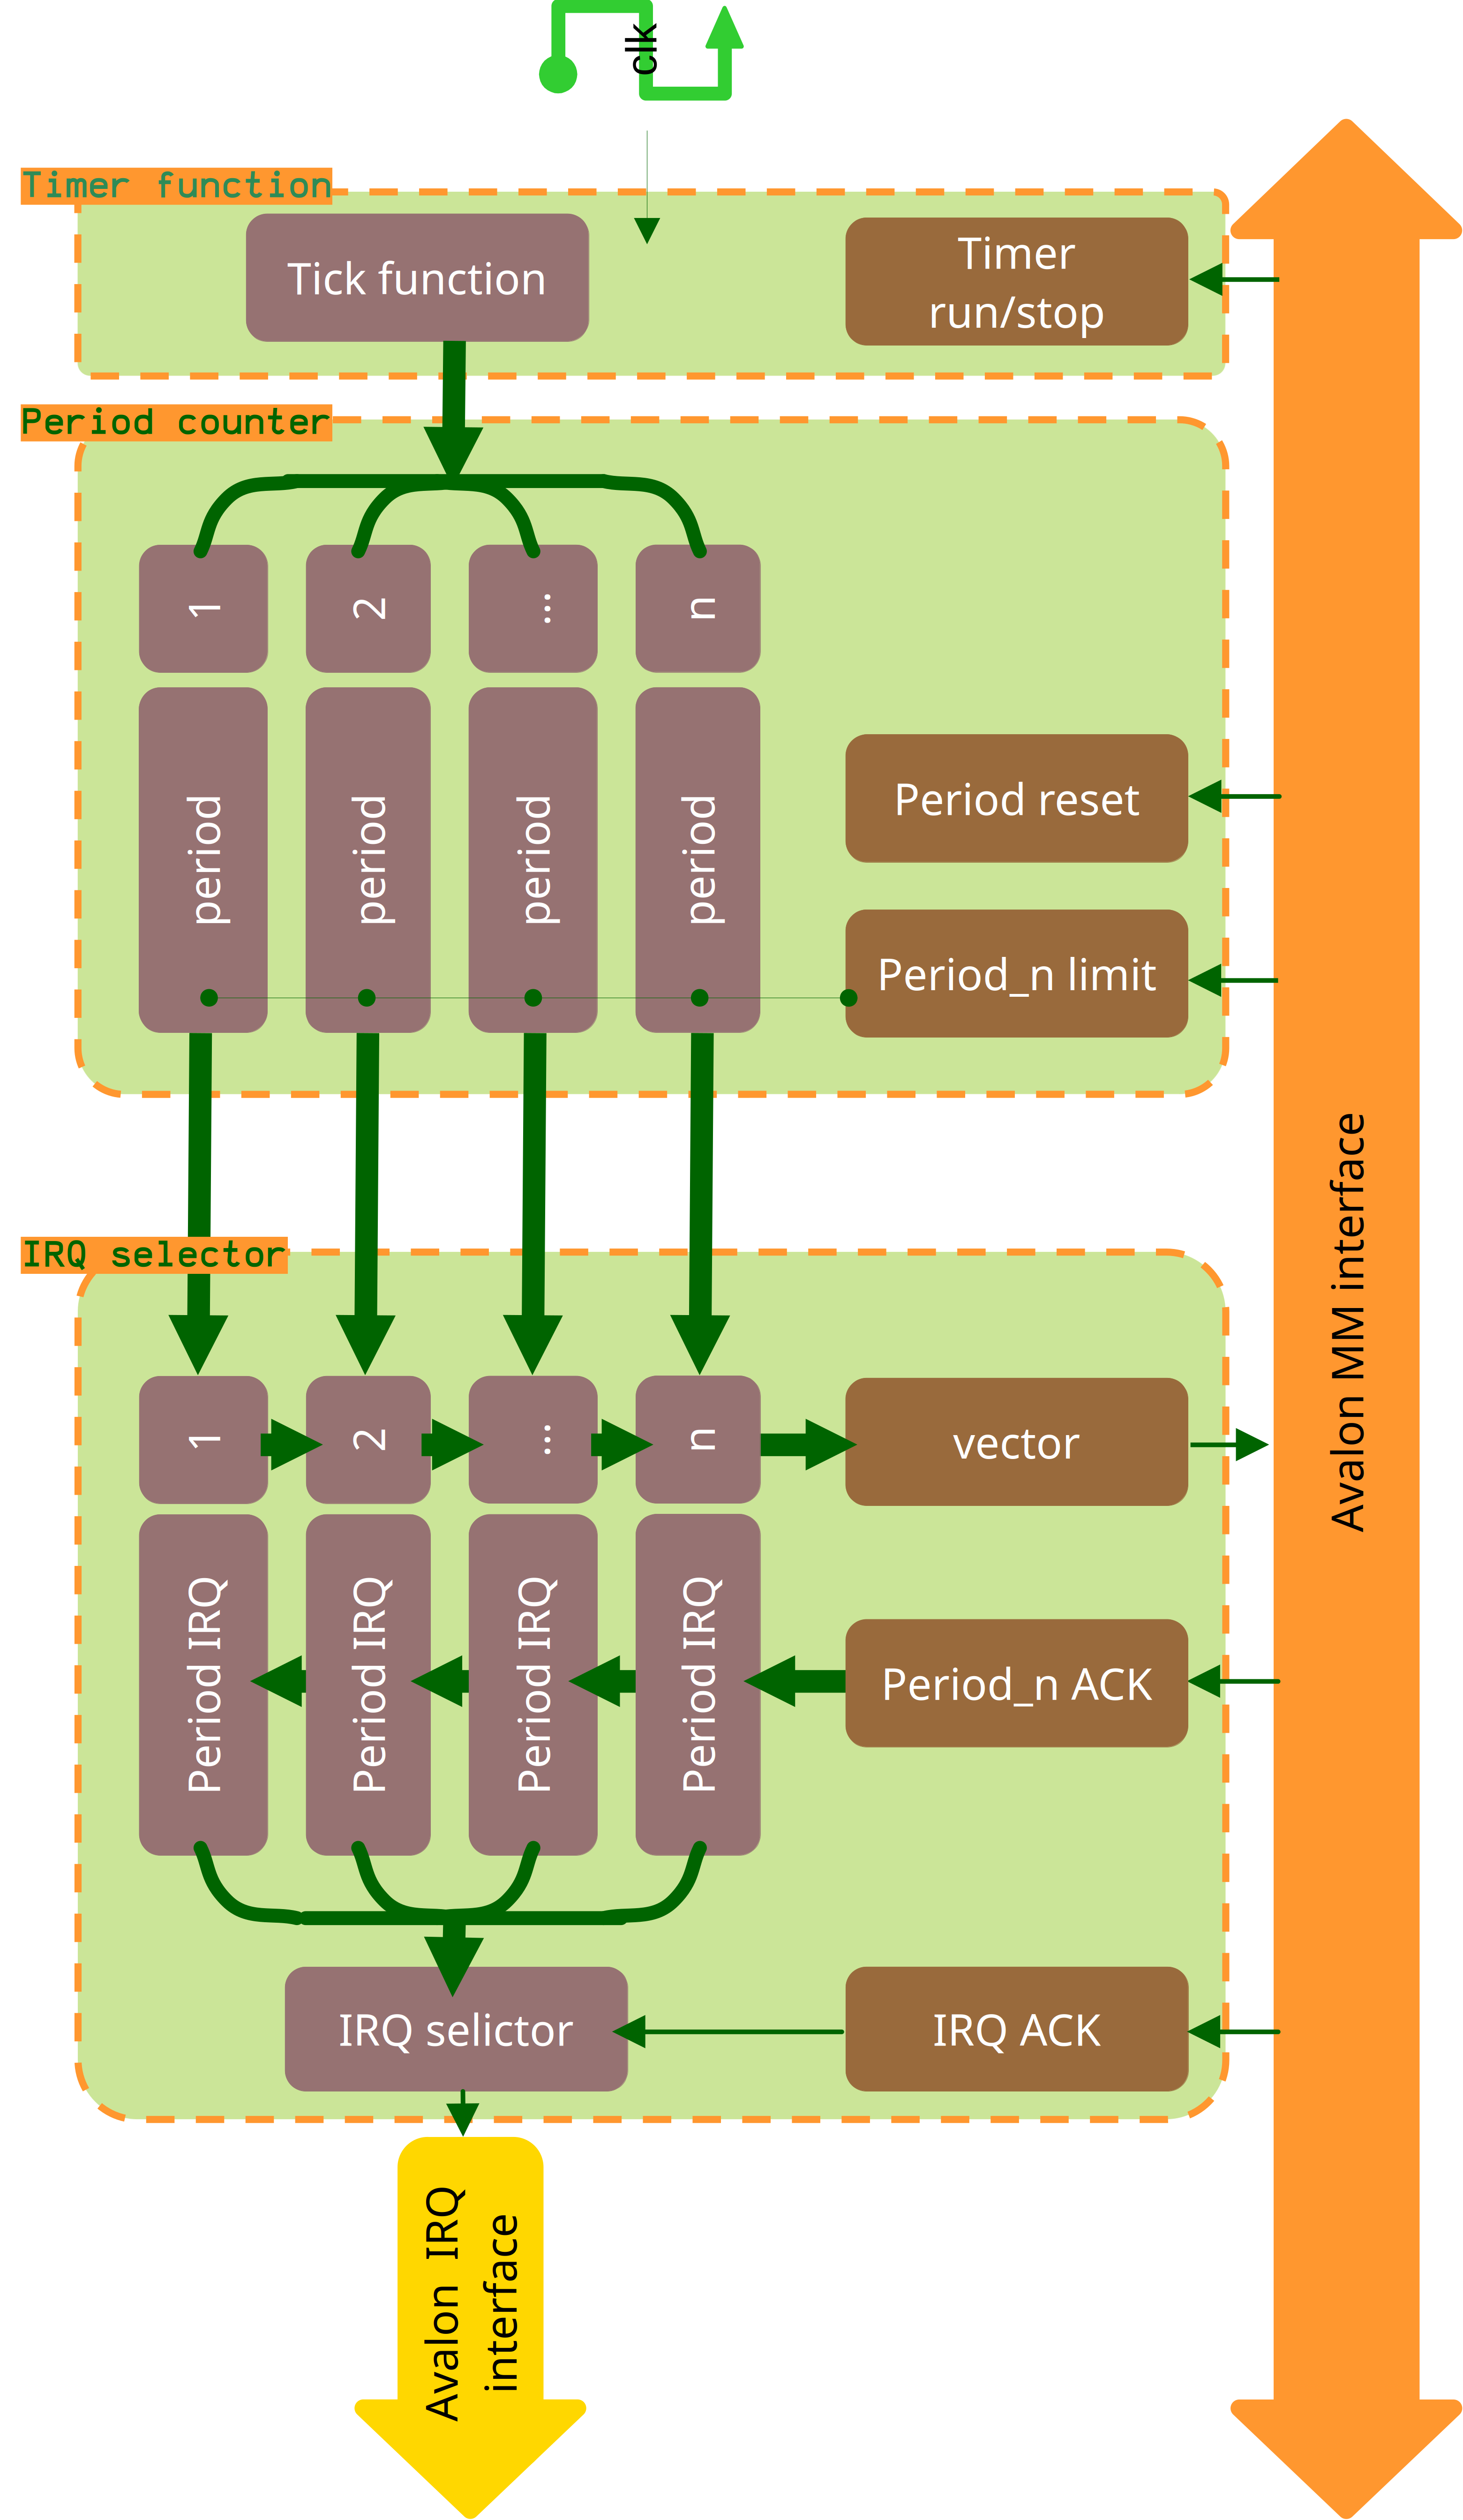 clk
Timer function
Tick function
Timer
run/stop
Period counter
1
2
...
n
period
period
period
period
Period reset
Period_n limit
IRQ selector
1
2
...
n
vector
Period IRQ
Period IRQ
Period IRQ
Period IRQ
Period_n ACK
IRQ selictor
IRQ ACK
Avalon IRQ
interface
Avalon MM interface